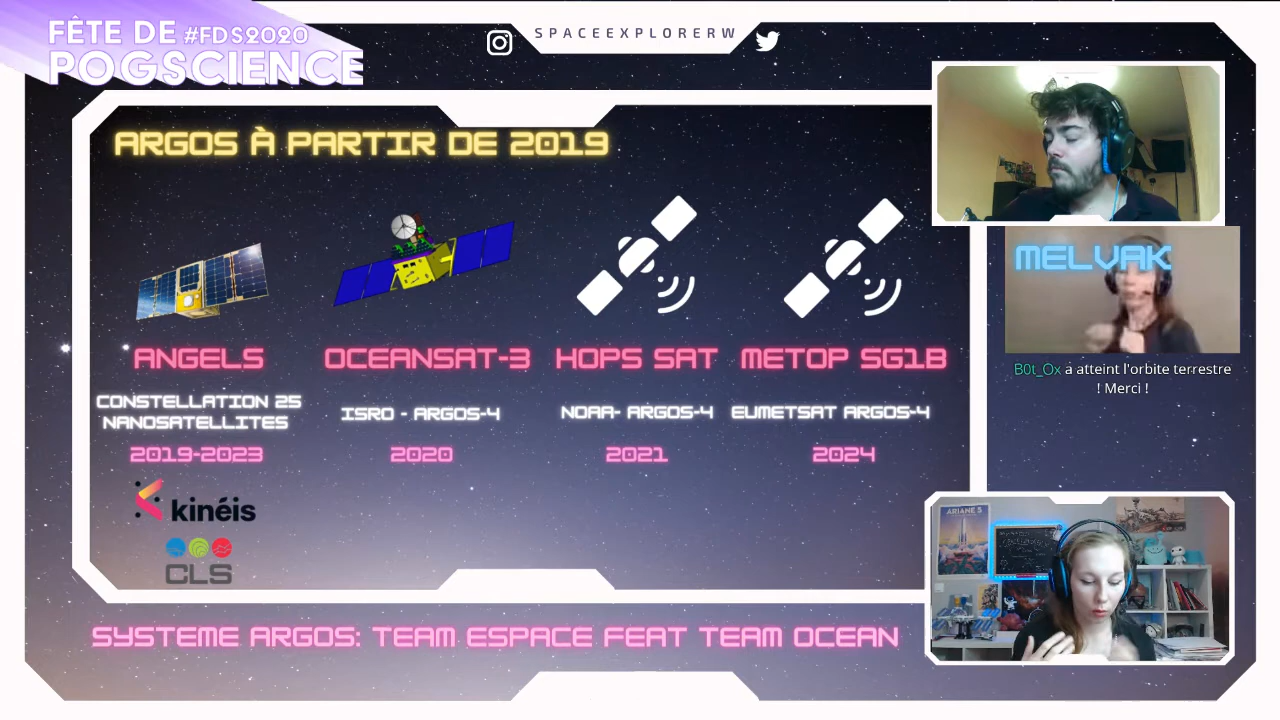 FÊTE DE #FDS2020
POGSCIENCE
SPACEEXPLORERW
ARGOS À PARTIR DE 2019
ANGELS
CONSTELLATION 25
NANOSATELLITES
2019-2023
kinéis
CLS
OCEANSAT-3
ISRO - ARGOS-4
2020
HOPS SAT
NOAA- ARGOS-4
2021
METOP SG1B
EUMETSAT ARGOS-4
2024
MELVAK
B0t_Ox a atteint l'orbite terrestre
! Merci !
ARIANE 5
SYSTEME ARGOS: TEAM ESPACE FEAT TEAM OCEAN